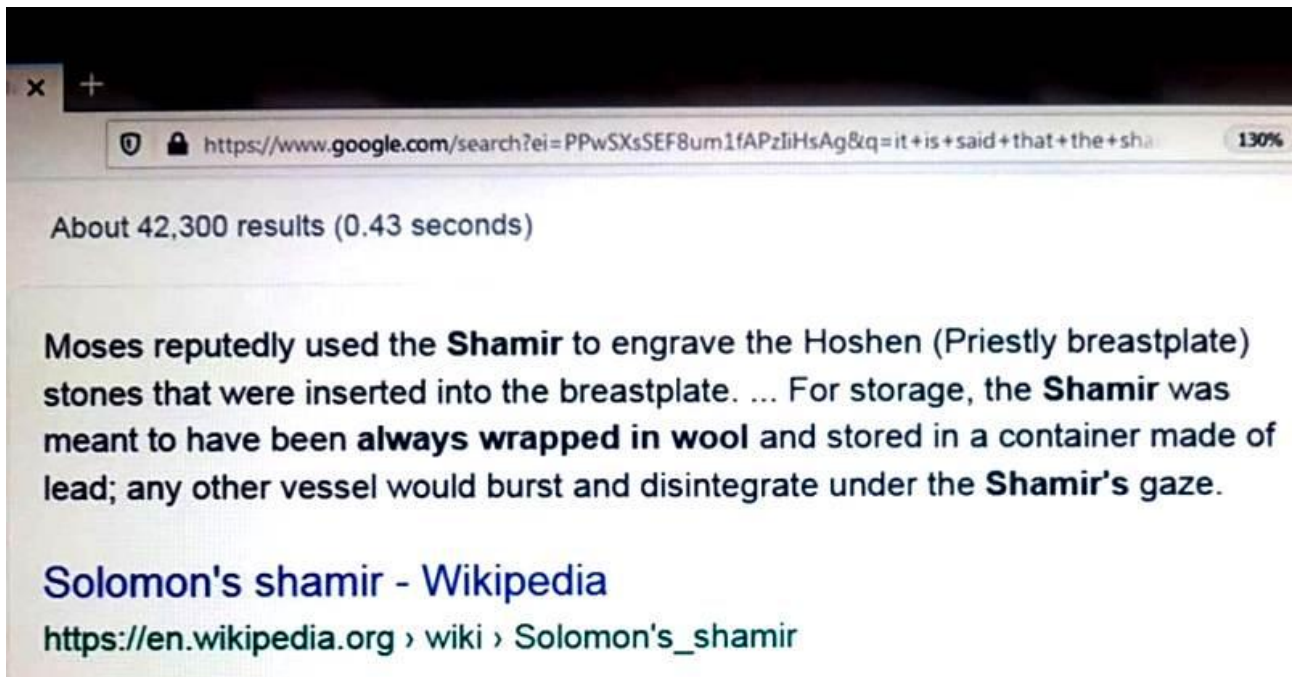 × +
https://www.google.com/search?ei=PPwSXsSEF8um1fAPzIiHsAg&q=it+is+said+that+the+sha 130%
About 42,300 results (0.43 seconds)
Moses reputedly used the Shamir to engrave the Hoshen (Priestly breastplate)
stones that were inserted into the breastplate. ... For storage, the Shamir was
meant to have been always wrapped in wool and stored in a container made of
lead; any other vessel would burst and disintegrate under the Shamir's gaze.
Solomon's shamir - Wikipedia
https://en.wikipedia.org › wiki › Solomon's_shamir